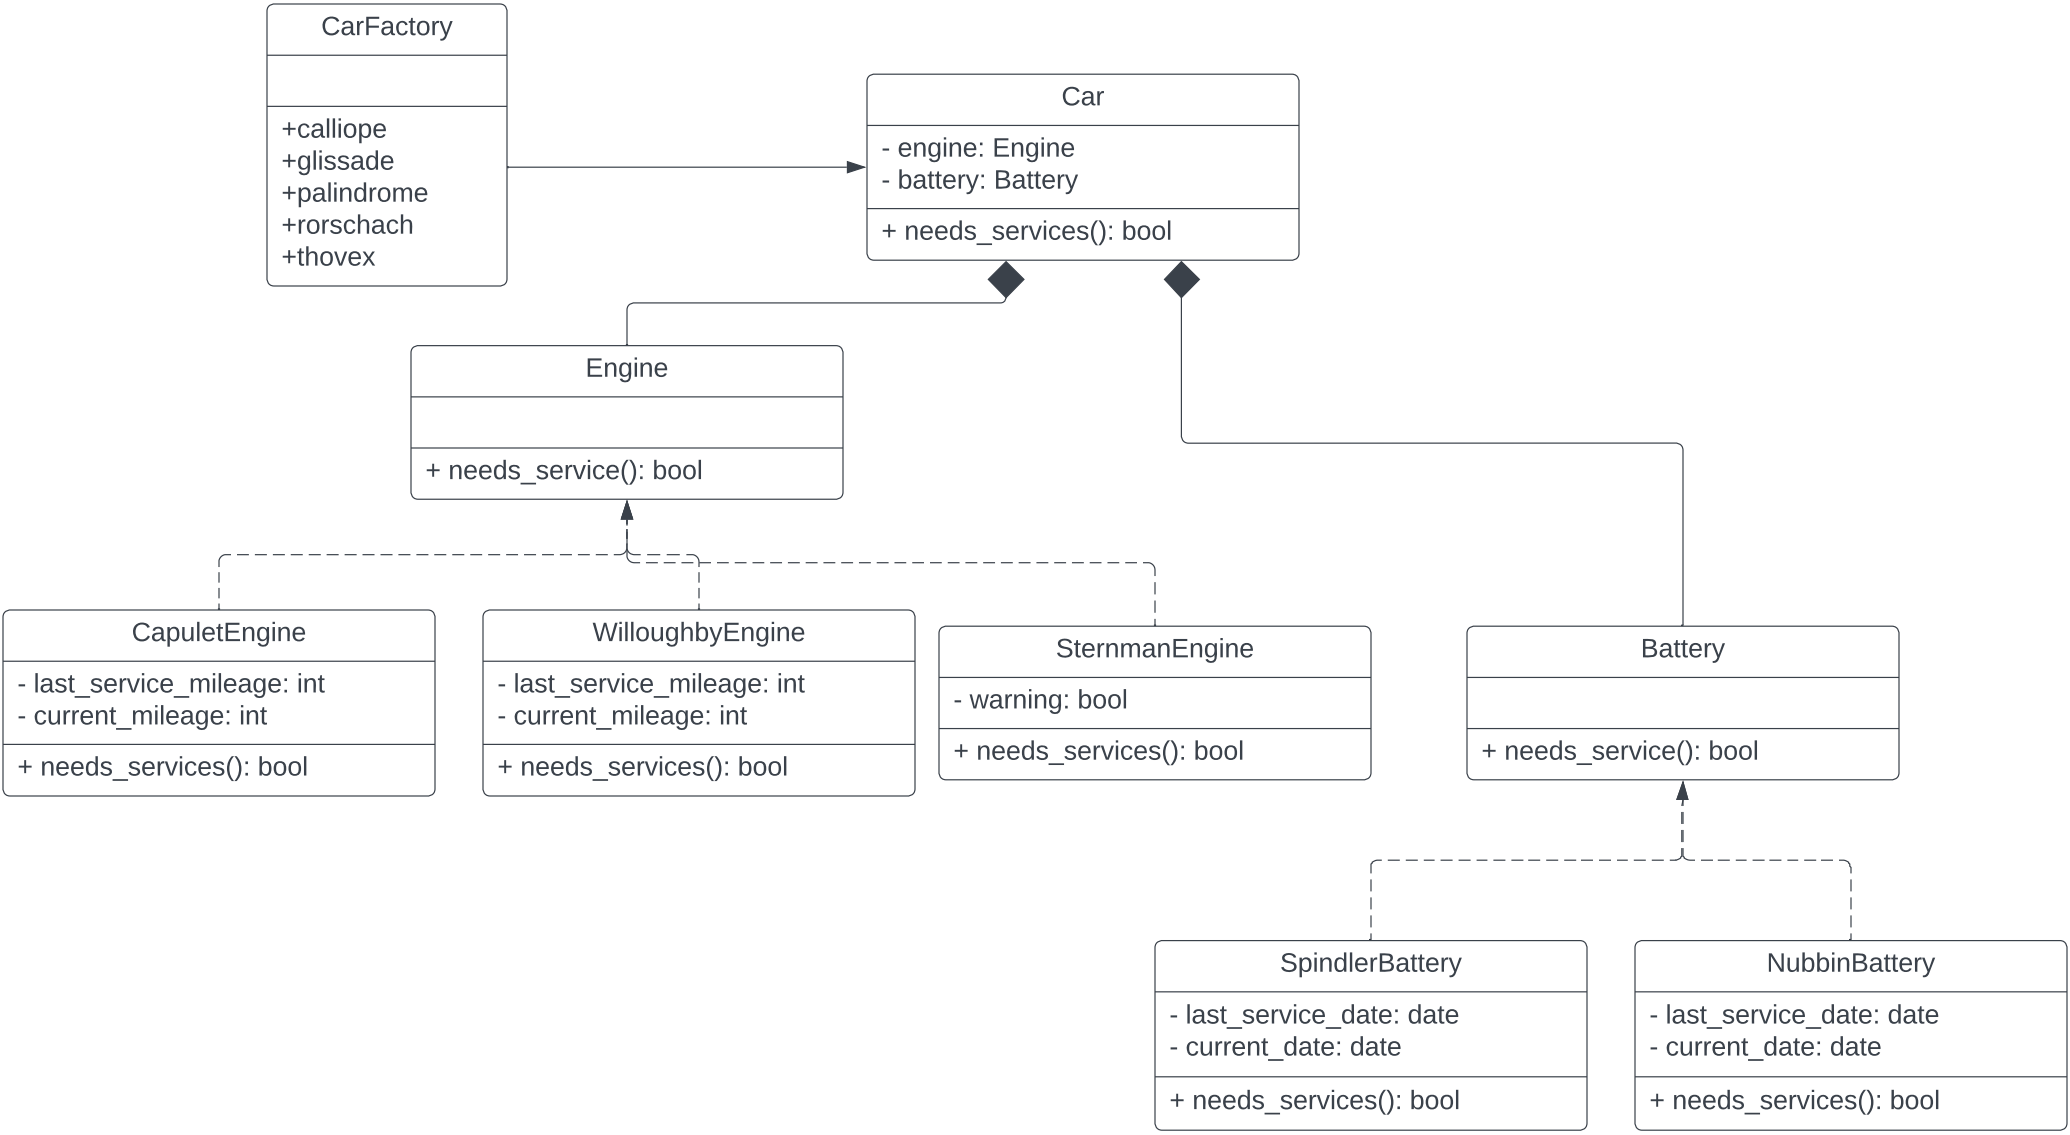 CarFactory
+calliope
+glissade
+palindrome
+rorschach
+thovex
Car
- engine: Engine
- battery: Battery
+ needs_services(): bool
Engine
+ needs_service(): bool
CapuletEngine
- last_service_mileage: int
- current_mileage: int
+ needs_services(): bool
WilloughbyEngine
- last_service_mileage: int
- current_mileage: int
+ needs_services(): bool
SternmanEngine
- warning: bool
+ needs_services(): bool
Battery
+ needs_service(): bool
SpindlerBattery
- last_service_date: date
- current_date: date
+ needs_services(): bool
NubbinBattery
- last_service_date: date
- current_date: date
+ needs_services(): bool